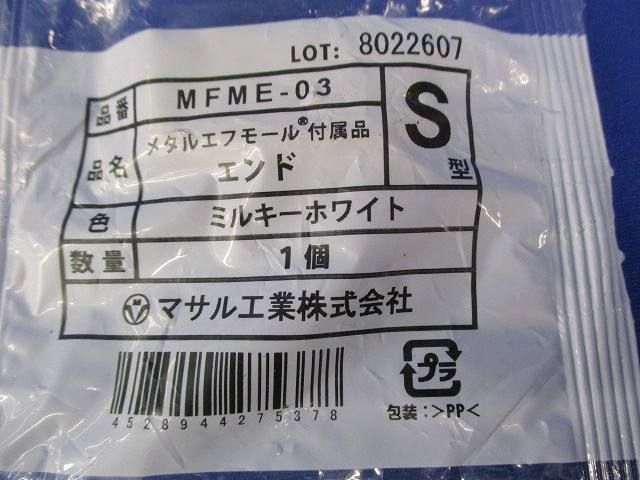 LOT: 8022607
品番 MFME-03
品名 メタルエフモール®付属品
エンド
S型
色 ミルキーホワイト
数量 1個
マサル工業株式会社
プラ
4528944275378
包装:>PP<